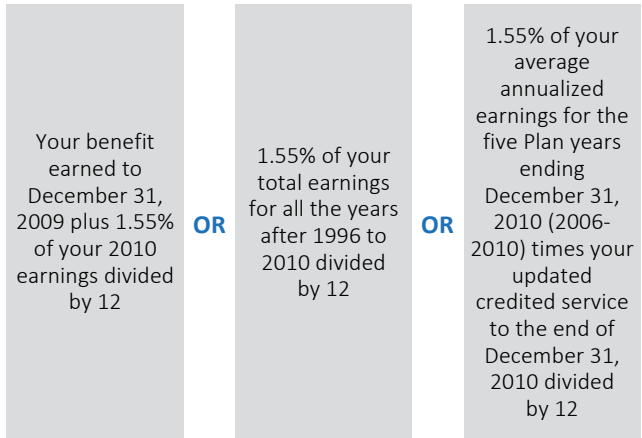 Your benefit
earned to
December 31,
2009 plus 1.55%
of your 2010
earnings divided
by 12
OR
1.55% of your
total earnings
for all the years
after 1996 to
2010 divided
by 12
OR
1.55% of your
average
annualized
earnings for the
five Plan years
ending
December 31,
2010 (2006-
2010) times your
updated
credited service
to the end of
December 31,
2010 divided
by 12